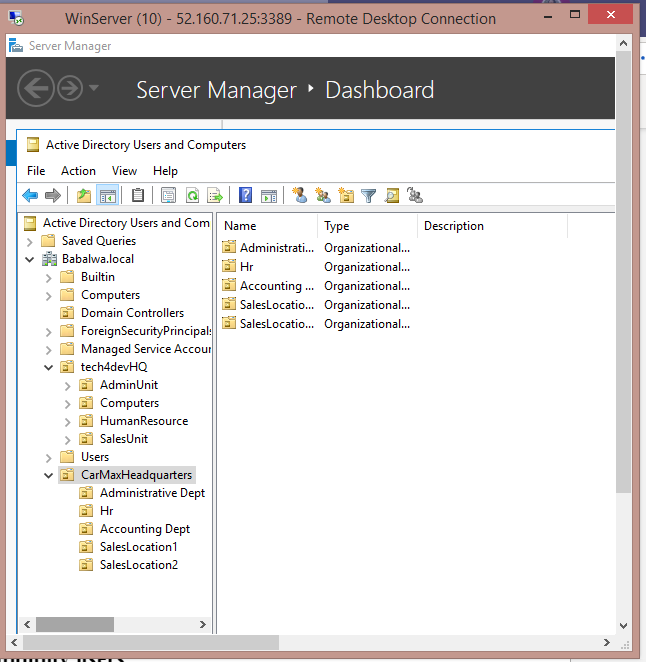 WinServer (10) - 52.160.71.25:3389 - Remote Desktop Connection
Server Manager
Server Manager ‣ Dashboard
Active Directory Users and Computers
File Action View Help
Active Directory Users and Com
Saved Queries
Babalwa.local
Builtin
Computers
Domain Controllers
ForeignSecurityPrincipals
Managed Service Accour
tech4devHQ
AdminUnit
Computers
HumanResource
SalesUnit
Users
CarMaxHeadquarters
Administrative Dept
Hr
Accounting Dept
SalesLocation1
SalesLocation2
Name Type Description
Administrati... Organizational...
Hr Organizational...
Accounting ... Organizational...
SalesLocatio... Organizational...
SalesLocatio... Organizational...